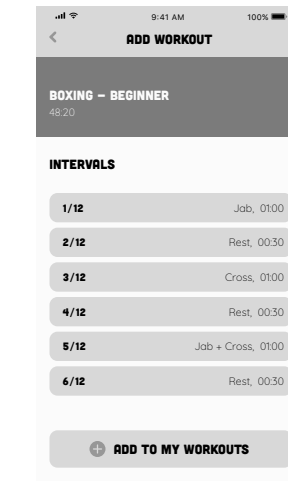 9:41 AM 100%
ADD WORKOUT
BOXING – BEGINNER
48:20
INTERVALS
1/12 Jab, 01:00
2/12 Rest, 00:30
3/12 Cross, 01:00
4/12 Rest, 00:30
5/12 Jab + Cross, 01:00
6/12 Rest, 00:30
ADD TO MY WORKOUTS